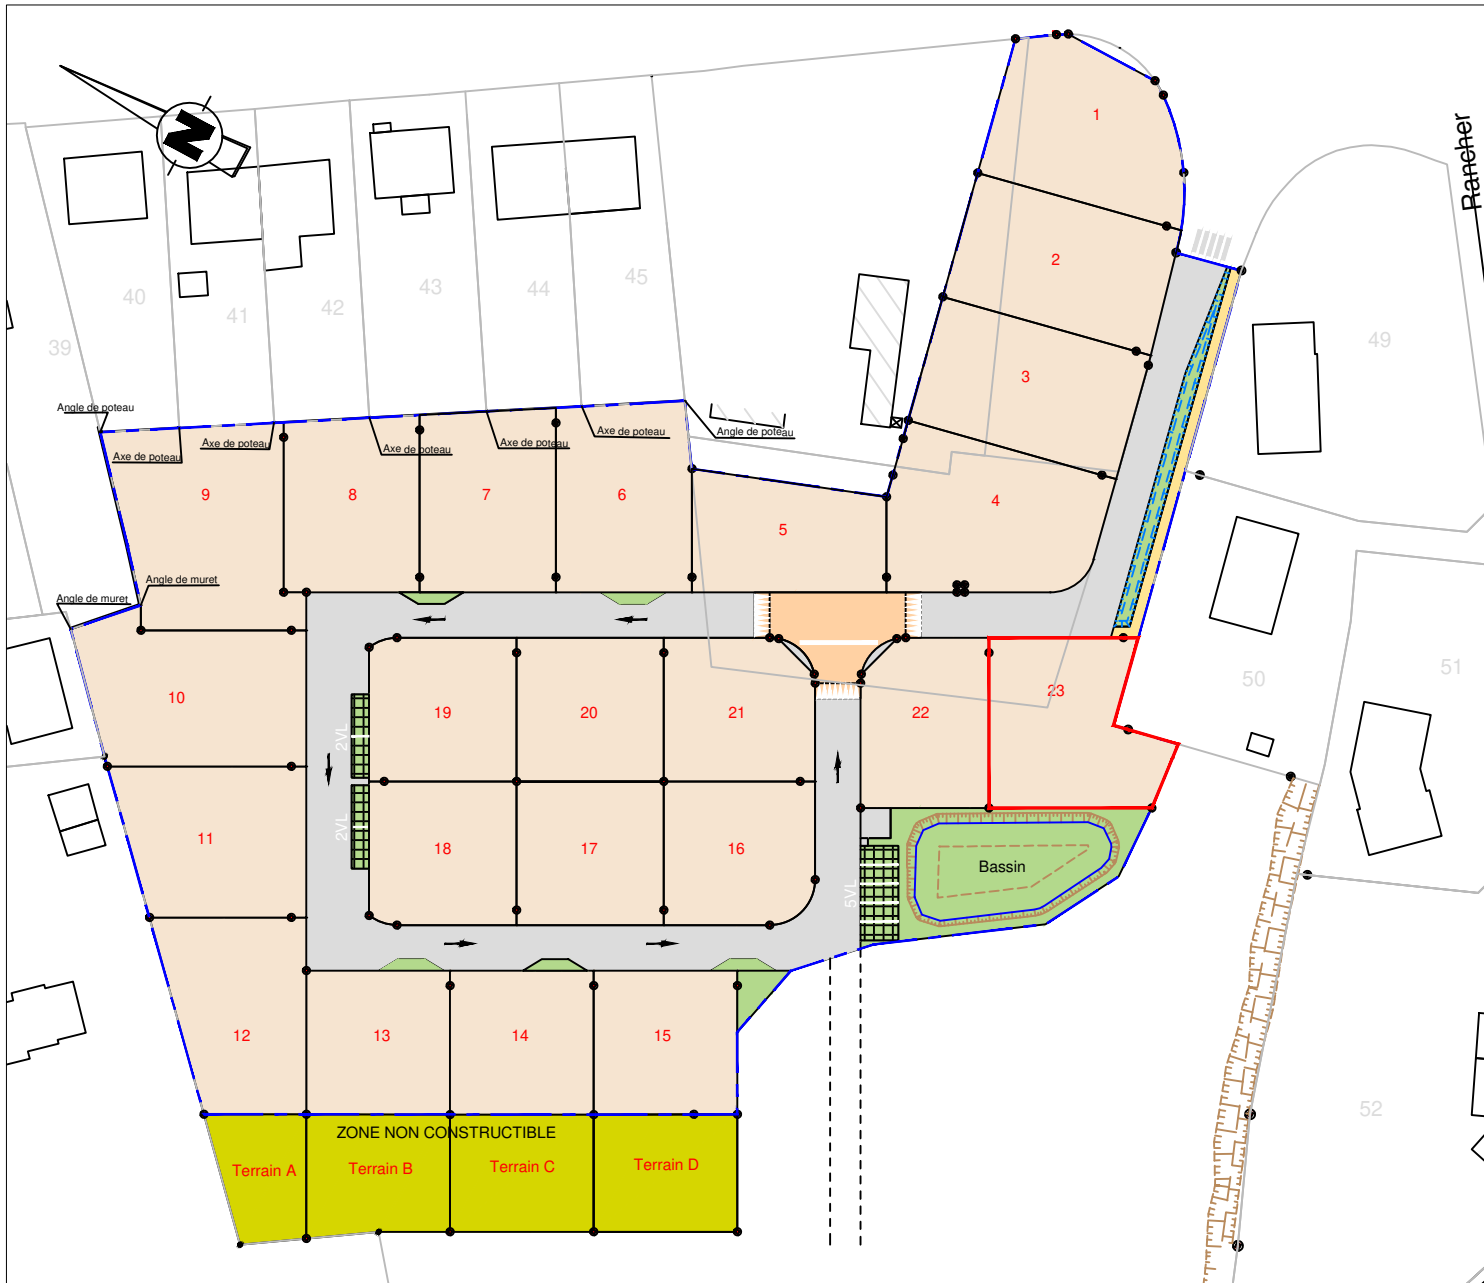 Rancher
N
1
2
3
4
5
6
7
8
9
10
11
12
13
14
15
16
17
18
19
20
21
22
23
39
40
41
42
43
44
45
49
50
51
52
Angle de poteau
Axe de poteau
Axe de poteau
Axe de poteau
Axe de poteau
Axe de poteau
Angle de poteau
Angle de muret
Angle de muret
2VL
2VL
5VL
Bassin
ZONE NON CONSTRUCTIBLE
Terrain A
Terrain B
Terrain C
Terrain D